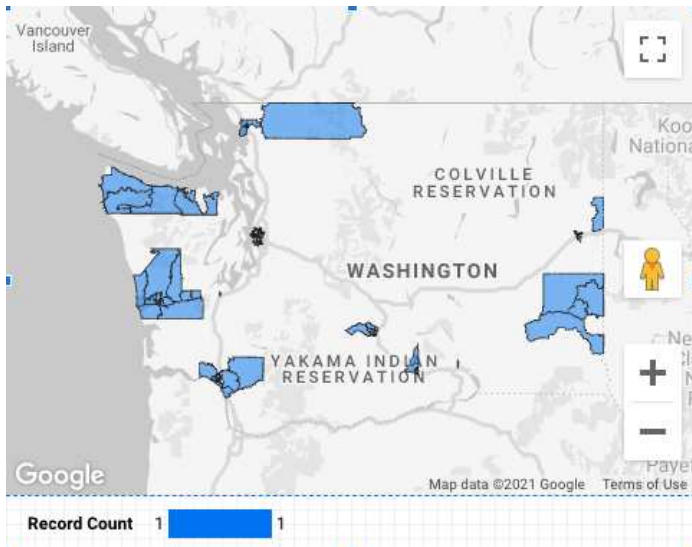 Vancouver
Island
Koo
Nationa
COLVILLE
RESERVATION
WASHINGTON
Ne
YAKAMA INDIAN
RESERVATION
Payet
Google
Map data ©2021 Google Terms of Use
Record Count 1 1